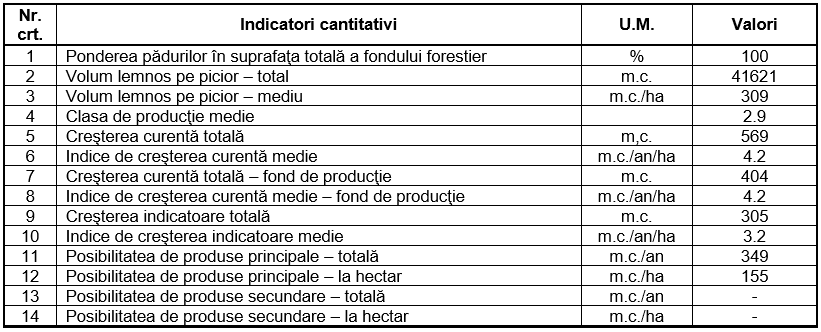 Nr. crt. Indicatori cantitativi U.M. Valori
1 Ponderea pădurilor în suprafaţa totală a fondului forestier % 100
2 Volum lemnos pe picior – total m.c. 41621
3 Volum lemnos pe picior – mediu m.c./ha 309
4 Clasa de producţie medie 2.9
5 Creşterea curentă totală m,c. 569
6 Indice de creşterea curentă medie m.c./an/ha 4.2
7 Creşterea curentă totală – fond de producţie m.c. 404
8 Indice de creşterea curentă medie – fond de producţie m.c./an/ha 4.2
9 Creşterea indicatoare totală m.c. 305
10 Indice de creşterea indicatoare medie m.c./an/ha 3.2
11 Posibilitatea de produse principale – totală m.c./an 349
12 Posibilitatea de produse principale – la hectar m.c./ha 155
13 Posibilitatea de produse secundare – totală m.c./an -
14 Posibilitatea de produse secundare – la hectar m.c./ha -